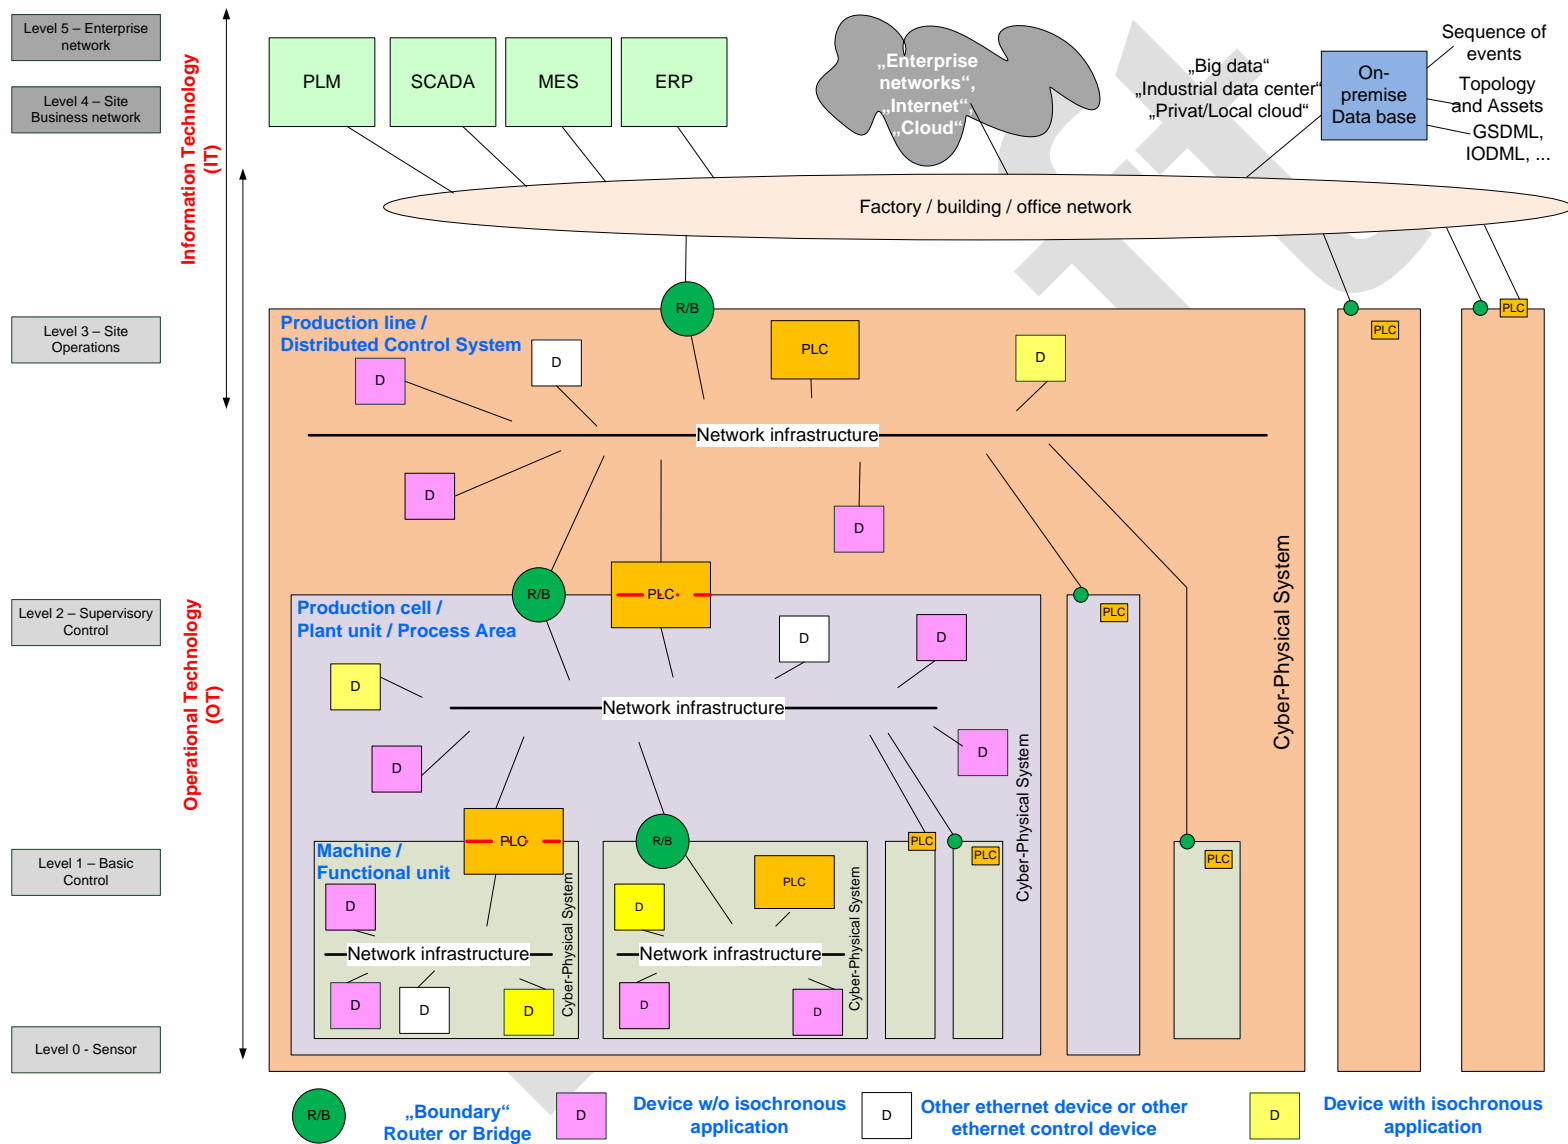 Level 5 – Enterprise
network
Level 4 – Site
Business network
Information Technology
(IT)
PLM
SCADA
MES
ERP
„Enterprise
networks“,
„Internet“,
„Cloud“
„Big data“
„Industrial data center“
„Privat/Local cloud“
On-
premise
Data base
Sequence of
events
Topology
and Assets
GSDML,
IODML, ...
Factory / building / office network
Level 3 – Site
Operations
R/B
Production line /
Distributed Control System
D
D
PLC
D
PLC
PLC
Network infrastructure
D
D
Cyber-Physical System
Level 2 – Supervisory
Control
Operational Technology
(OT)
R/B
PLC
PLC
Production cell /
Plant unit / Process Area
D
D
D
Network infrastructure
D
D
Cyber-Physical System
Level 1 – Basic
Control
PLC
R/B
PLC
PLC
PLC
Machine /
Functional unit
D
Network infrastructure
D
D
D
Cyber-Physical System
PLC
D
Network infrastructure
D
D
Cyber-Physical System
Level 0 - Sensor
R/B
„Boundary“
Router or Bridge
D
Device w/o isochronous
application
D
Other ethernet device or other
ethernet control device
D
Device with isochronous
application